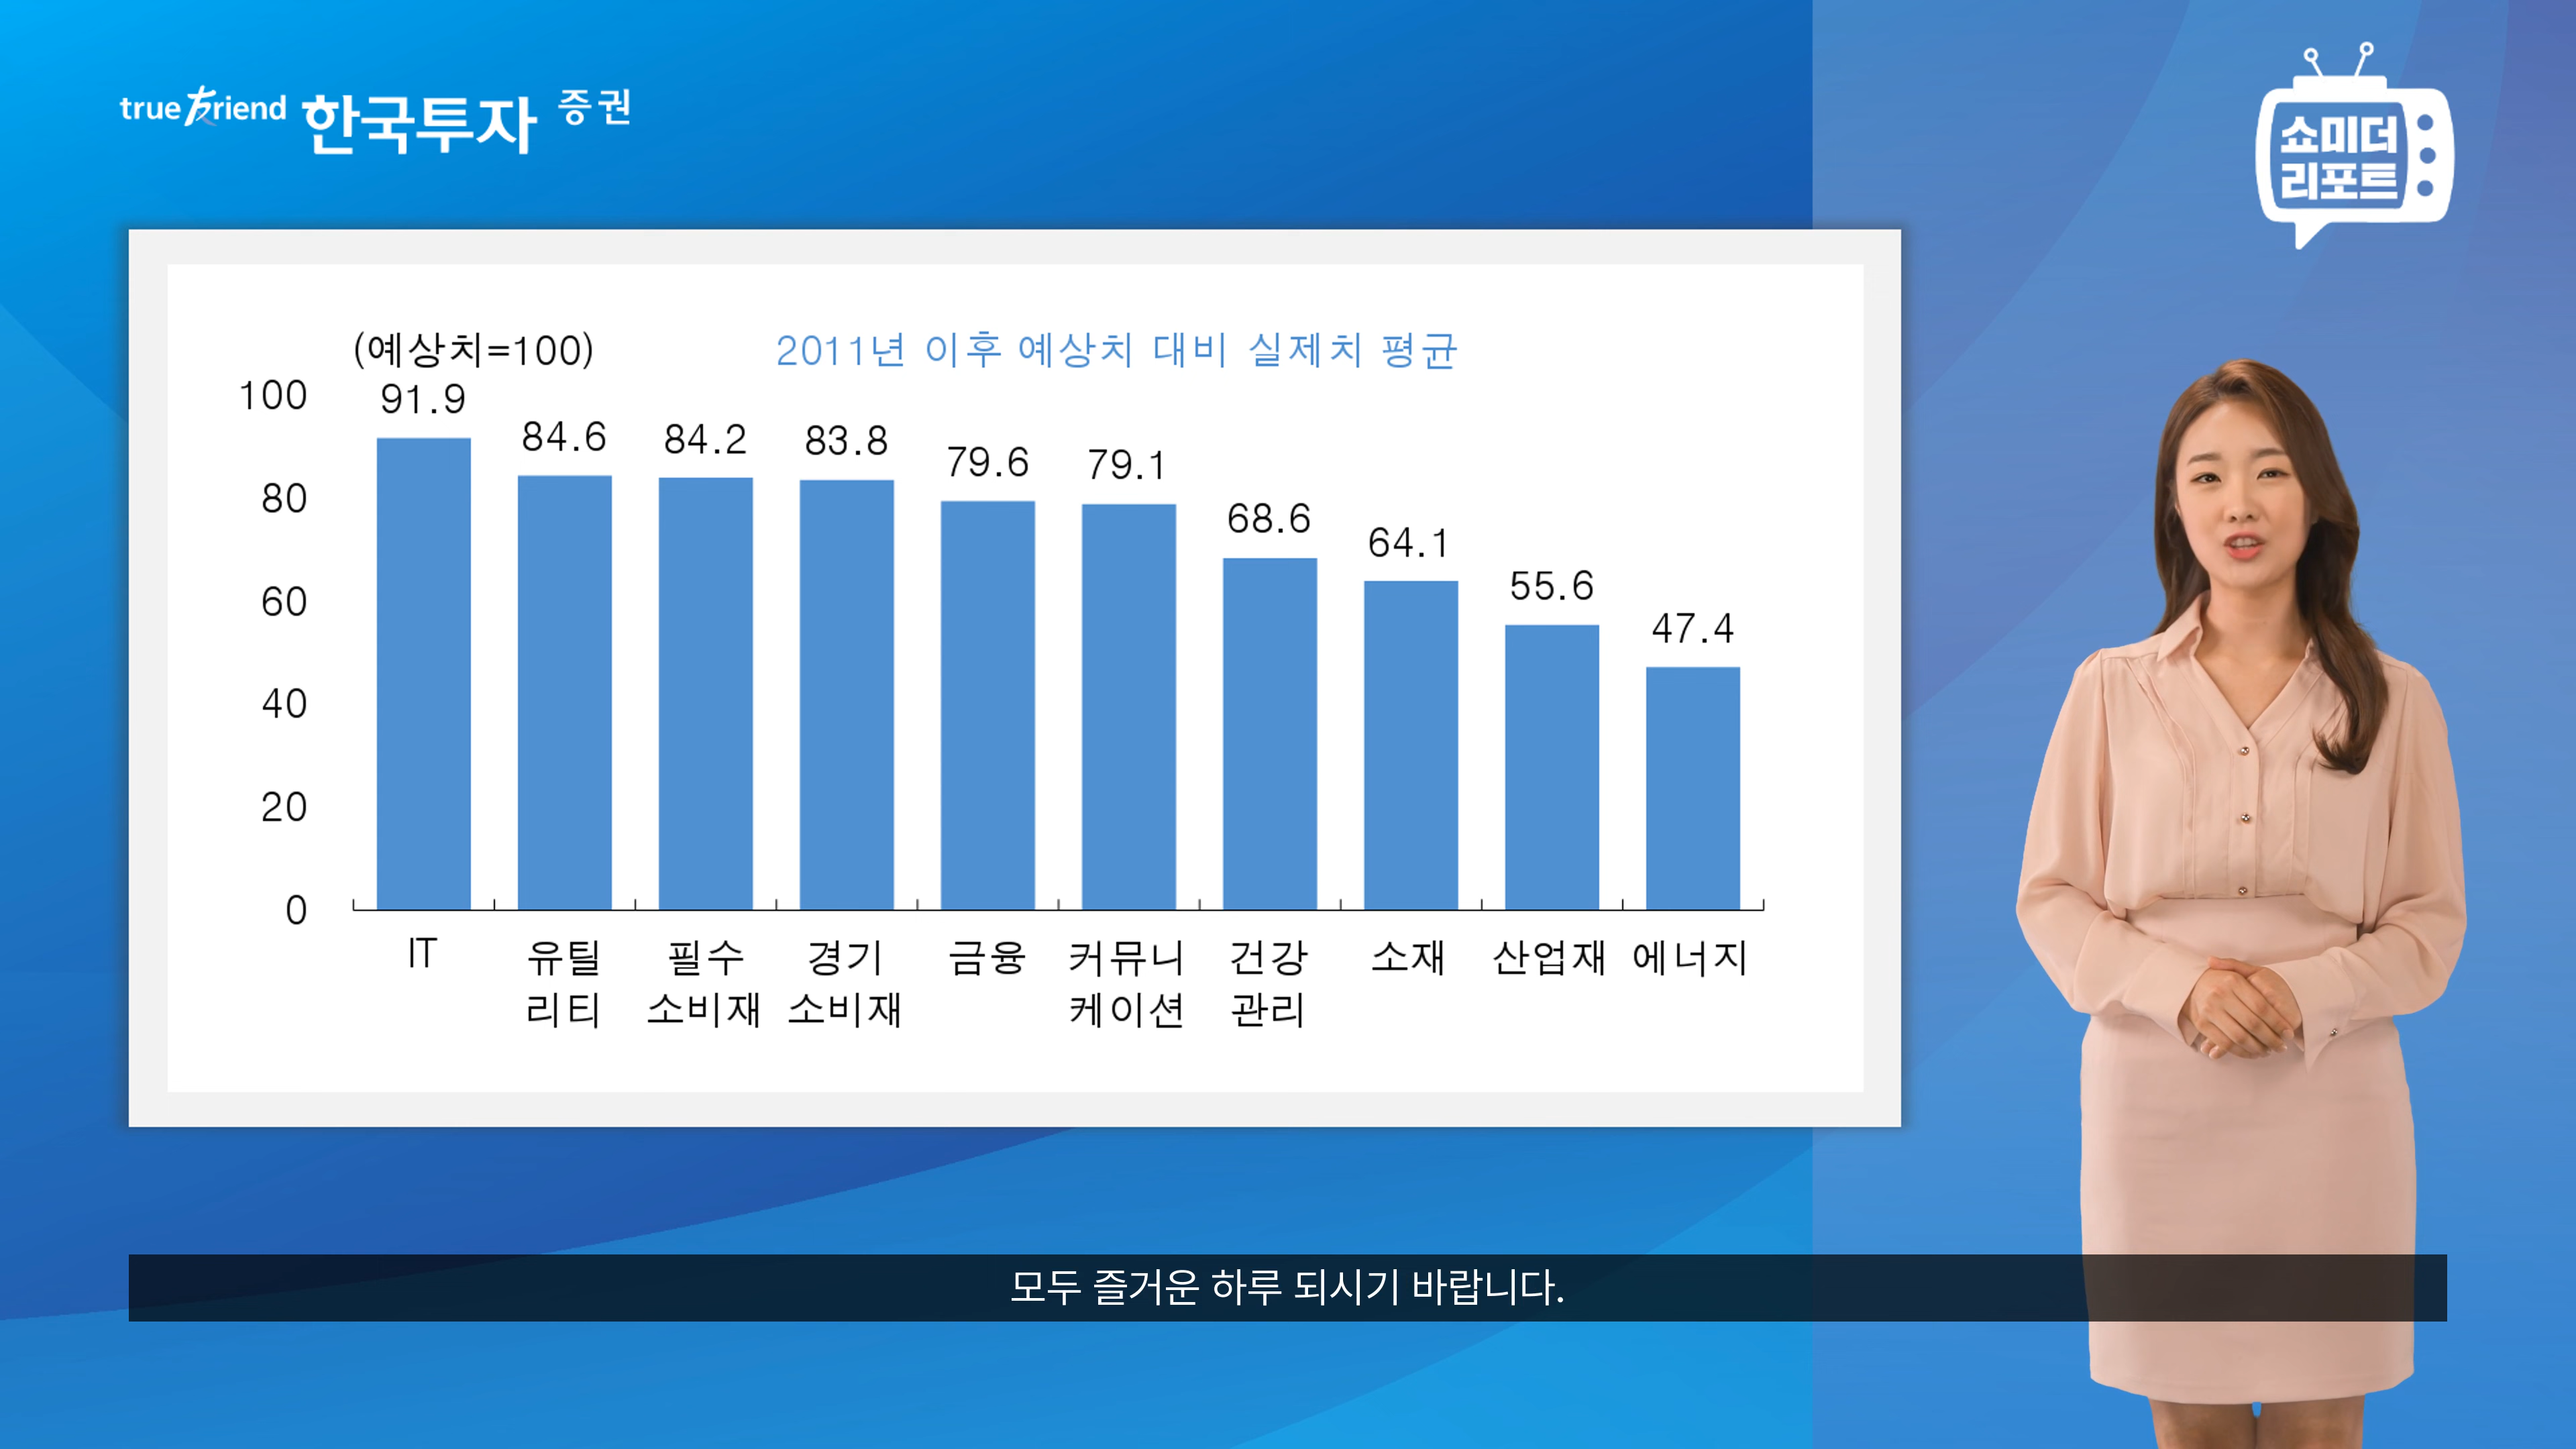 true friend 한국투자 증권
쇼미더
리포트
(예상치=100)
2011년 이후 예상치 대비 실제치 평균
100
80
60
40
20
0
91.9
84.6
84.2
83.8
79.6
79.1
68.6
64.1
55.6
47.4
IT
유틸
리티
필수
소비재
경기
소비재
금융
커뮤니
케이션
건강
관리
소재
산업재
에너지
모두 즐거운 하루 되시기 바랍니다.